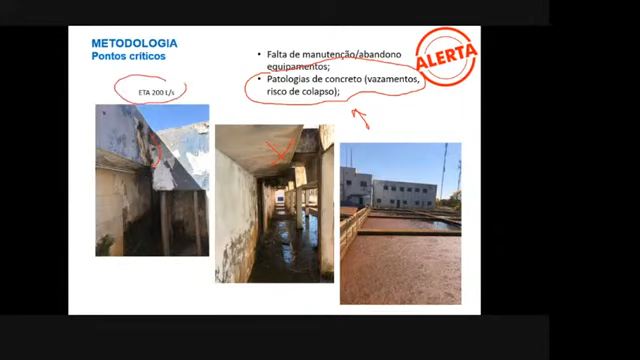 METODOLOGIA
Pontos críticos
ETA 200 L/s
• Falta de manutenção/abandono
equipamentos;
• Patologias de concreto (vazamentos,
risco de colapso);
ALERTA